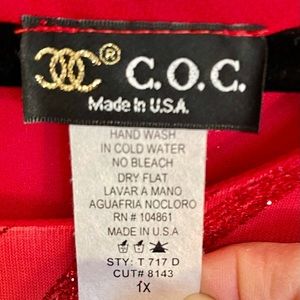 ® C.O.C.
Made in U.S.A.
HAND WASH
IN COLD WATER
NO BLEACH
DRY FLAT
LAVAR A MANO
AGUAFRIA NOCLORO
RN # 104861
MADE IN U.S.A
STY: T 717 D
CUT# 8143
1X